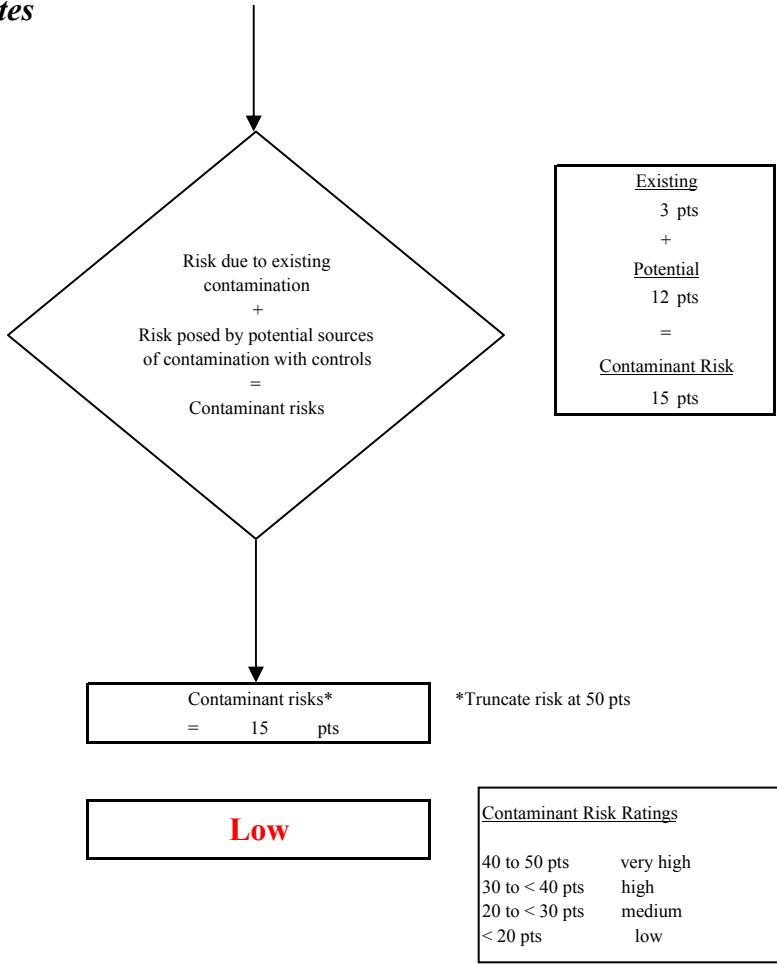 Risk due to existing
contamination
+
Risk posed by potential sources
of contamination with controls
=
Contaminant risks
Existing
3 pts
+
Potential
12 pts
=
Contaminant Risk
15 pts
Contaminant risks*
= 15 pts
*Truncate risk at 50 pts
Low
Contaminant Risk Ratings
40 to 50 pts very high
30 to < 40 pts high
20 to < 30 pts medium
< 20 pts low